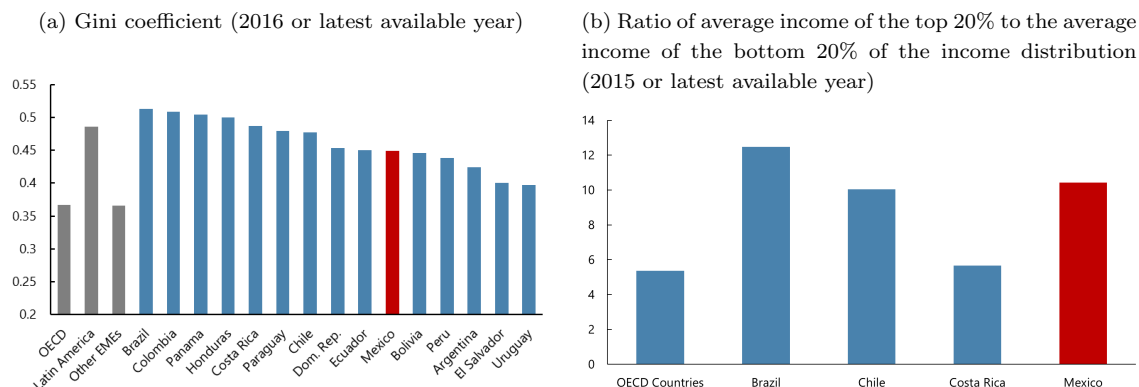 (a) Gini coefficient (2016 or latest available year)
0.55
0.5
0.45
0.4
0.35
0.3
0.25
0.2
OECD
Latin America
Other EMEs
Brazil
Colombia
Panama
Honduras
Costa Rica
Paraguay
Chile
Dom. Rep.
Ecuador
Mexico
Bolivia
Peru
Argentina
El Salvador
Uruguay
(b) Ratio of average income of the top 20% to the average
income of the bottom 20% of the income distribution
(2015 or latest available year)
14
12
10
8
6
4
2
0
OECD Countries
Brazil
Chile
Costa Rica
Mexico